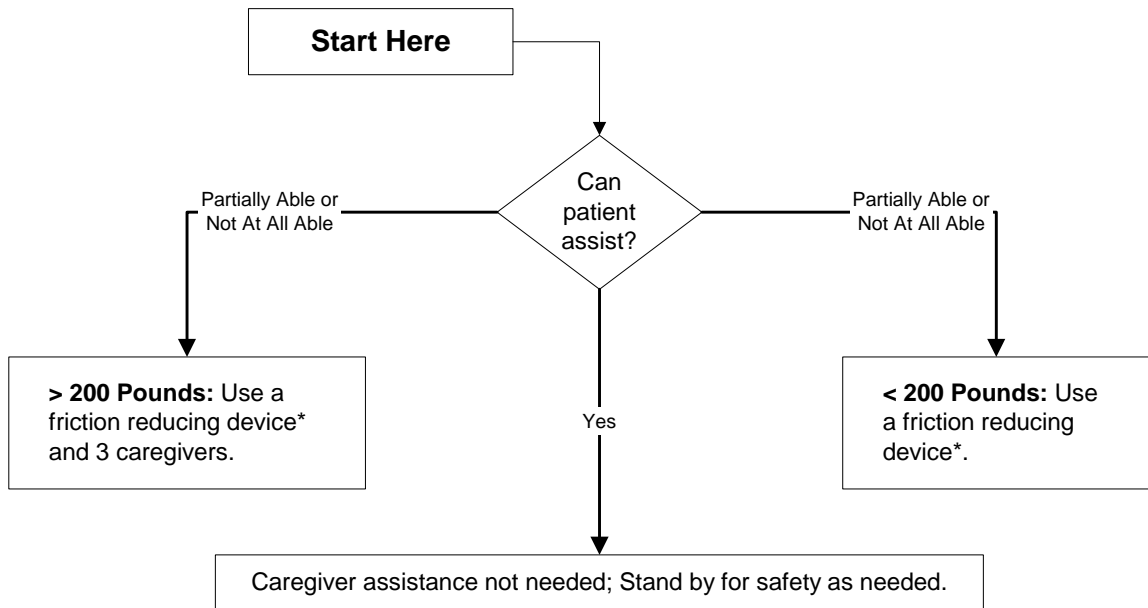 Start Here
Can
patient
assist?
Partially Able or
Not At All Able
Partially Able or
Not At All Able
> 200 Pounds: Use a
friction reducing device*
and 3 caregivers.
Yes
< 200 Pounds: Use
a friction reducing
device*.
Caregiver assistance not needed; Stand by for safety as needed.